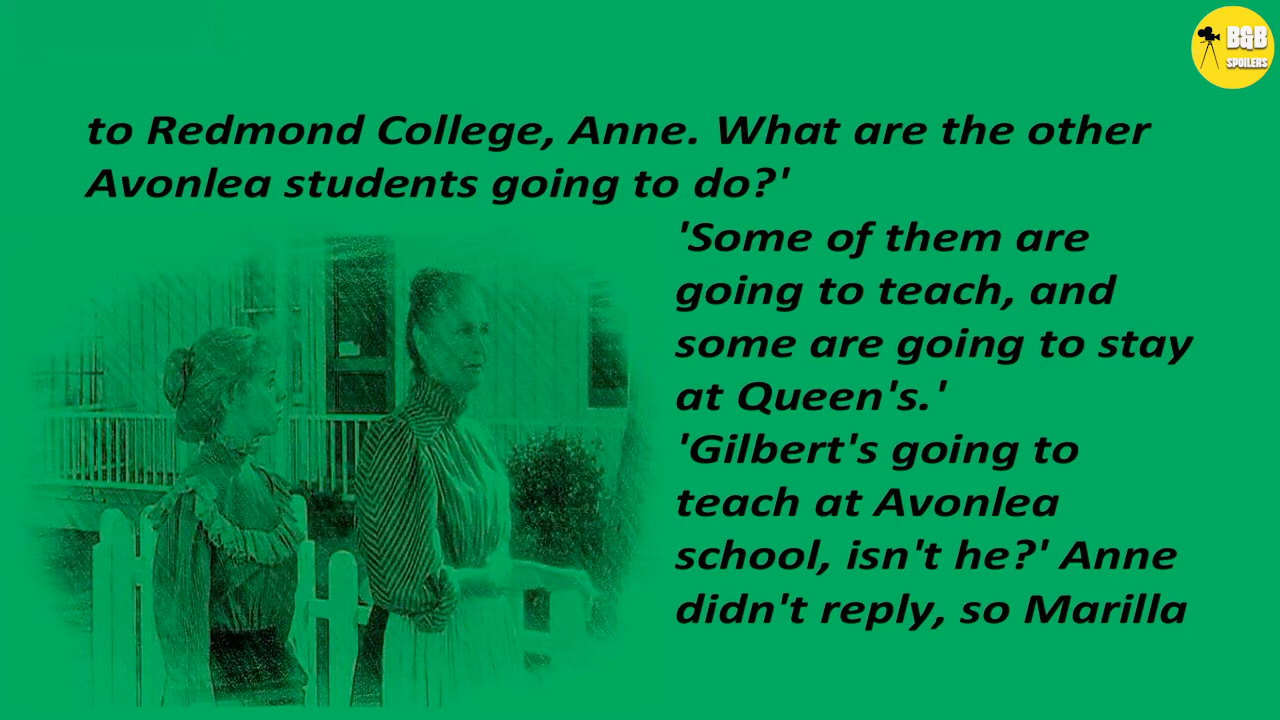 B&B
SPOILERS
to Redmond College, Anne. What are the other
Avonlea students going to do?'
'Some of them are
going to teach, and
some are going to stay
at Queen's.'
'Gilbert's going to
teach at Avonlea
school, isn't he?' Anne
didn't reply, so Marilla